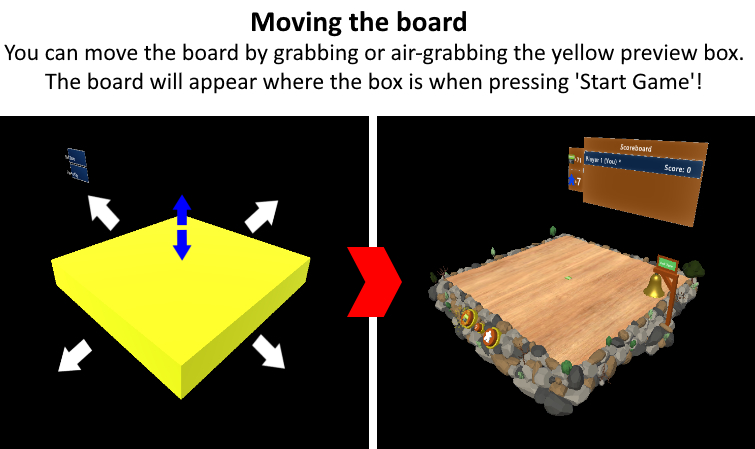 Moving the board
You can move the board by grabbing or air-grabbing the yellow preview box.
The board will appear where the box is when pressing 'Start Game'!
Scoreboard
Player 1 (You) *
Score: 0